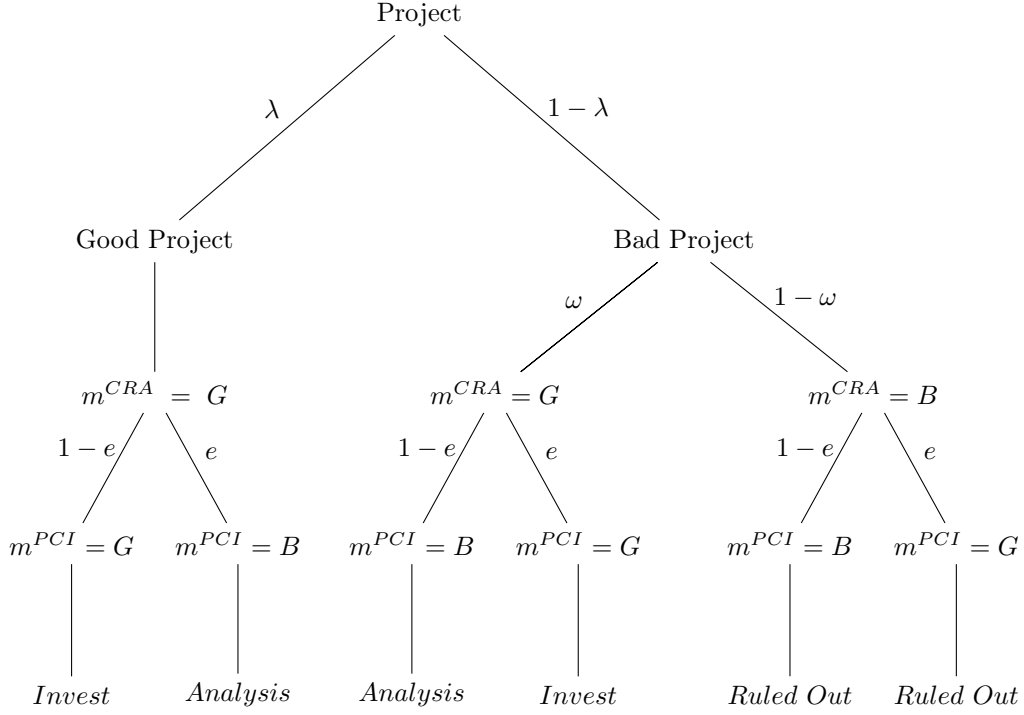 Project
λ 1 − λ
Good Project Bad Project
ω 1 − ω
m^{CRA} = G m^{CRA} = G m^{CRA} = B
1 − e e 1 − e e 1 − e e
m^{PCI} = G m^{PCI} = B m^{PCI} = B m^{PCI} = G m^{PCI} = B m^{PCI} = G
Invest Analysis Analysis Invest Ruled Out Ruled Out